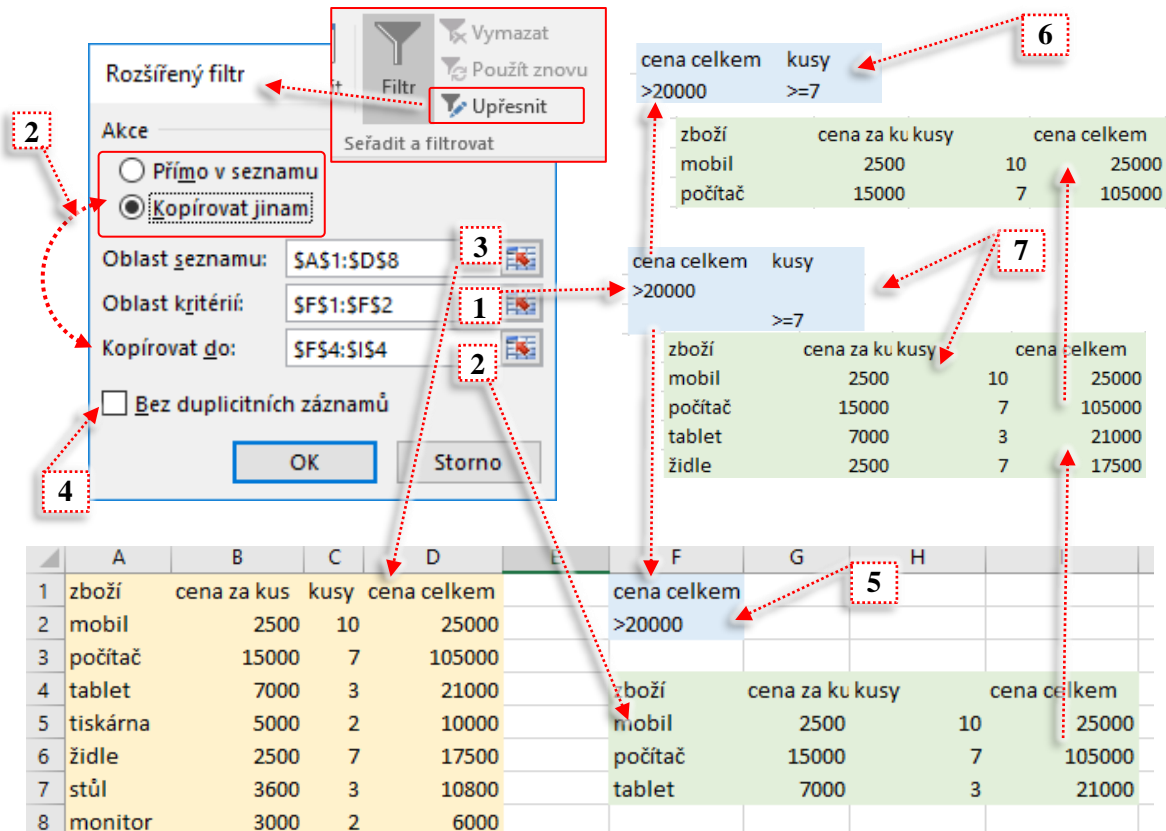 Vymazat
Použít znovu
Filtr
Upřesnit
Seřadit a filtrovat
Rozšířený filtr
Akce
Přímo v seznamu
Kopírovat jinam
Oblast seznamu: $A$1:$D$8
Oblast kritérií: $F$1:$F$2
Kopírovat do: $F$4:$I$4
Bez duplicitních záznamů
OK Storno
2
3
1
2
4
cena celkem kusy
>20000 >=7
6
zboží cena za ku kusy cena celkem
mobil 2500 10 25000
počítač 15000 7 105000
cena celkem kusy
>20000
>=7
7
zboží cena za ku kusy cena celkem
mobil 2500 10 25000
počítač 15000 7 105000
tablet 7000 3 21000
židle 2500 7 17500
A B C D E F G H
1 zboží cena za kus kusy cena celkem cena celkem
5
2 mobil 2500 10 25000 >20000
3 počítač 15000 7 105000
4 tablet 7000 3 21000 zboží cena za ku kusy cena celkem
5 tiskárna 5000 2 10000 mobil 2500 10 25000
6 židle 2500 7 17500 počítač 15000 7 105000
7 stůl 3600 3 10800 tablet 7000 3 21000
8 monitor 3000 2 6000